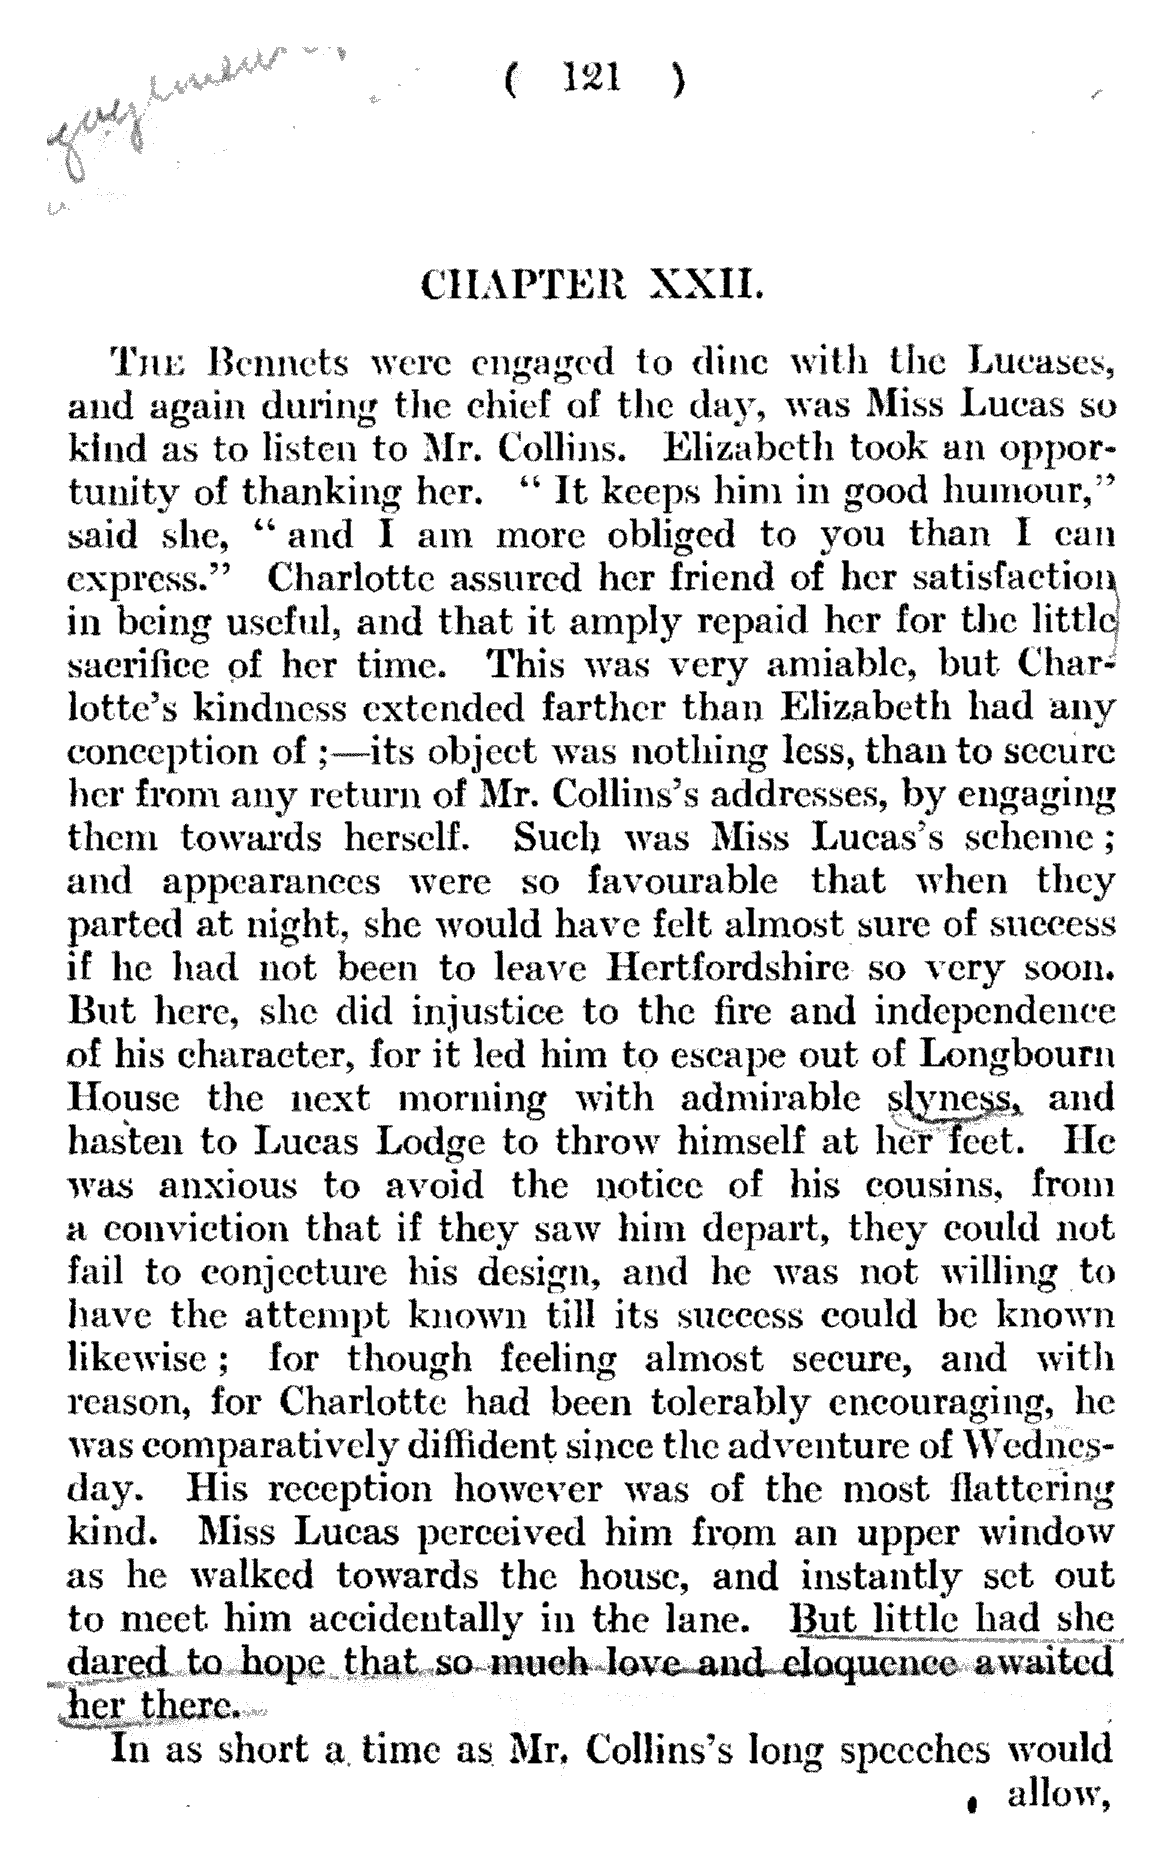 ( 121 )
CHAPTER XXII.
THE Bennets were engaged to dine with the Lucases,
and again during the chief of the day, was Miss Lucas so
kind as to listen to Mr. Collins. Elizabeth took an oppor-
tunity of thanking her. “ It keeps him in good humour,”
said she, “ and I am more obliged to you than I can
express.” Charlotte assured her friend of her satisfaction
in being useful, and that it amply repaid her for the little
sacrifice of her time. This was very amiable, but Char-
lotte’s kindness extended farther than Elizabeth had any
conception of ;—its object was nothing less, than to secure
her from any return of Mr. Collins’s addresses, by engaging
them towards herself. Such was Miss Lucas’s scheme ;
and appearances were so favourable that when they
parted at night, she would have felt almost sure of success
if he had not been to leave Hertfordshire so very soon.
But here, she did injustice to the fire and independence
of his character, for it led him to escape out of Longbourn
House the next morning with admirable slyness, and
hasten to Lucas Lodge to throw himself at her feet. He
was anxious to avoid the notice of his cousins, from
a conviction that if they saw him depart, they could not
fail to conjecture his design, and he was not willing to
have the attempt known till its success could be known
likewise ; for though feeling almost secure, and with
reason, for Charlotte had been tolerably encouraging, he
was comparatively diffident since the adventure of Wednes-
day. His reception however was of the most flattering
kind. Miss Lucas perceived him from an upper window
as he walked towards the house, and instantly set out
to meet him accidentally in the lane. But little had she
dared to hope that so much love and eloquence awaited
her there.
In as short a time as Mr. Collins’s long speeches would
allow,